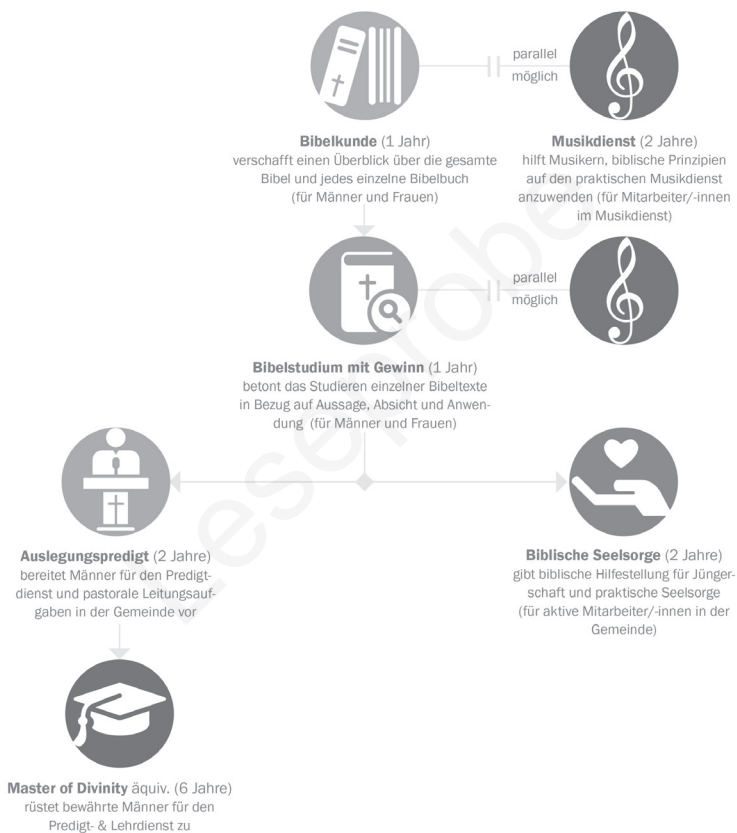 parallel
möglich
Bibelkunde (1 Jahr)
verschafft einen Überblick über die gesamte
Bibel und jedes einzelne Bibelbuch
(für Männer und Frauen)
Musikdienst (2 Jahre)
hilft Musikern, biblische Prinzipien
auf den praktischen Musikdienst
anzuwenden (für Mitarbeiter/-innen
im Musikdienst)
parallel
möglich
Bibelstudium mit Gewinn (1 Jahr)
betont das Studieren einzelner Bibeltexte
in Bezug auf Aussage, Absicht und Anwen-
dung (für Männer und Frauen)
Auslegungspredigt (2 Jahre)
bereitet Männer für den Predigt-
dienst und pastorale Leitungsauf-
gaben in der Gemeinde vor
Biblische Seelsorge (2 Jahre)
gibt biblische Hilfestellung für Jünger-
schaft und praktische Seelsorge
(für aktive Mitarbeiter/-innen in der
Gemeinde)
Master of Divinity äquiv. (6 Jahre)
rüstet bewährte Männer für den
Predigt- & Lehrdienst zu
Leseprobe